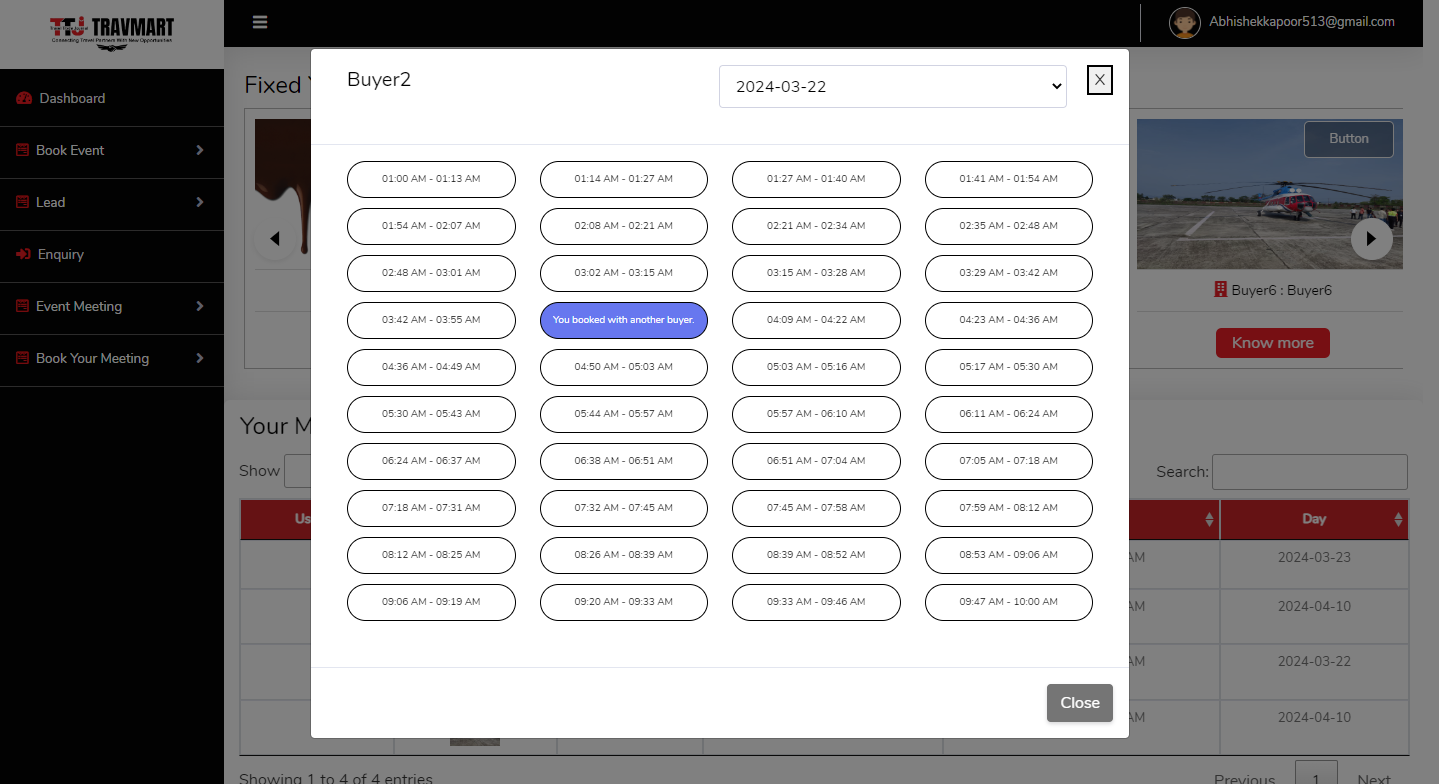 TTJ TRAVMART
Connecting Travel Partners With New Opportunities
Abhishekkapoor513@gmail.com
Dashboard
Book Event
Lead
Enquiry
Event Meeting
Book Your Meeting
Fixed
Buyer2
2024-03-22
X
Button
01:00 AM - 01:13 AM
01:14 AM - 01:27 AM
01:27 AM - 01:40 AM
01:41 AM - 01:54 AM
01:54 AM - 02:07 AM
02:08 AM - 02:21 AM
02:21 AM - 02:34 AM
02:35 AM - 02:48 AM
02:48 AM - 03:01 AM
03:02 AM - 03:15 AM
03:15 AM - 03:28 AM
03:29 AM - 03:42 AM
03:42 AM - 03:55 AM
You booked with another buyer.
04:09 AM - 04:22 AM
04:23 AM - 04:36 AM
04:36 AM - 04:49 AM
04:50 AM - 05:03 AM
05:03 AM - 05:16 AM
05:17 AM - 05:30 AM
05:30 AM - 05:43 AM
05:44 AM - 05:57 AM
05:57 AM - 06:10 AM
06:11 AM - 06:24 AM
06:24 AM - 06:37 AM
06:38 AM - 06:51 AM
06:51 AM - 07:04 AM
07:05 AM - 07:18 AM
07:18 AM - 07:31 AM
07:32 AM - 07:45 AM
07:45 AM - 07:58 AM
07:59 AM - 08:12 AM
08:12 AM - 08:25 AM
08:26 AM - 08:39 AM
08:39 AM - 08:52 AM
08:53 AM - 09:06 AM
09:06 AM - 09:19 AM
09:20 AM - 09:33 AM
09:33 AM - 09:46 AM
09:47 AM - 10:00 AM
Close
Buyer6 : Buyer6
Know more
Your M
Show
Search:
Us
Day
AM
2024-03-23
AM
2024-04-10
AM
2024-03-22
AM
2024-04-10
Showing 1 to 4 of 4 entries
Previous 1 Next